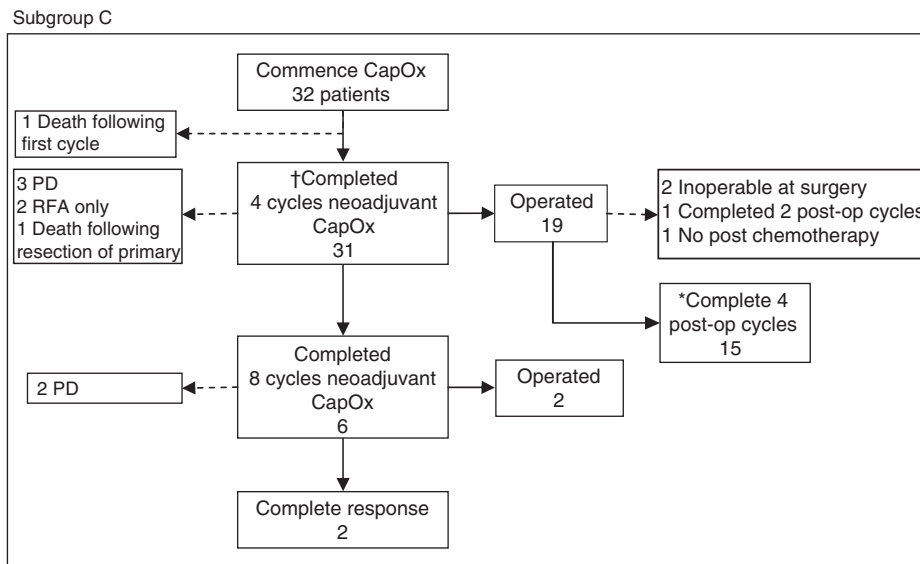 Subgroup C
Commence CapOx
32 patients
1 Death following
first cycle
3 PD
2 RFA only
1 Death following
resection of primary
†Completed
4 cycles neoadjuvant
CapOx
31
Operated
19
2 Inoperable at surgery
1 Completed 2 post-op cycles
1 No post chemotherapy
*Complete 4
post-op cycles
15
2 PD
Completed
8 cycles neoadjuvant
CapOx
6
Operated
2
Complete response
2